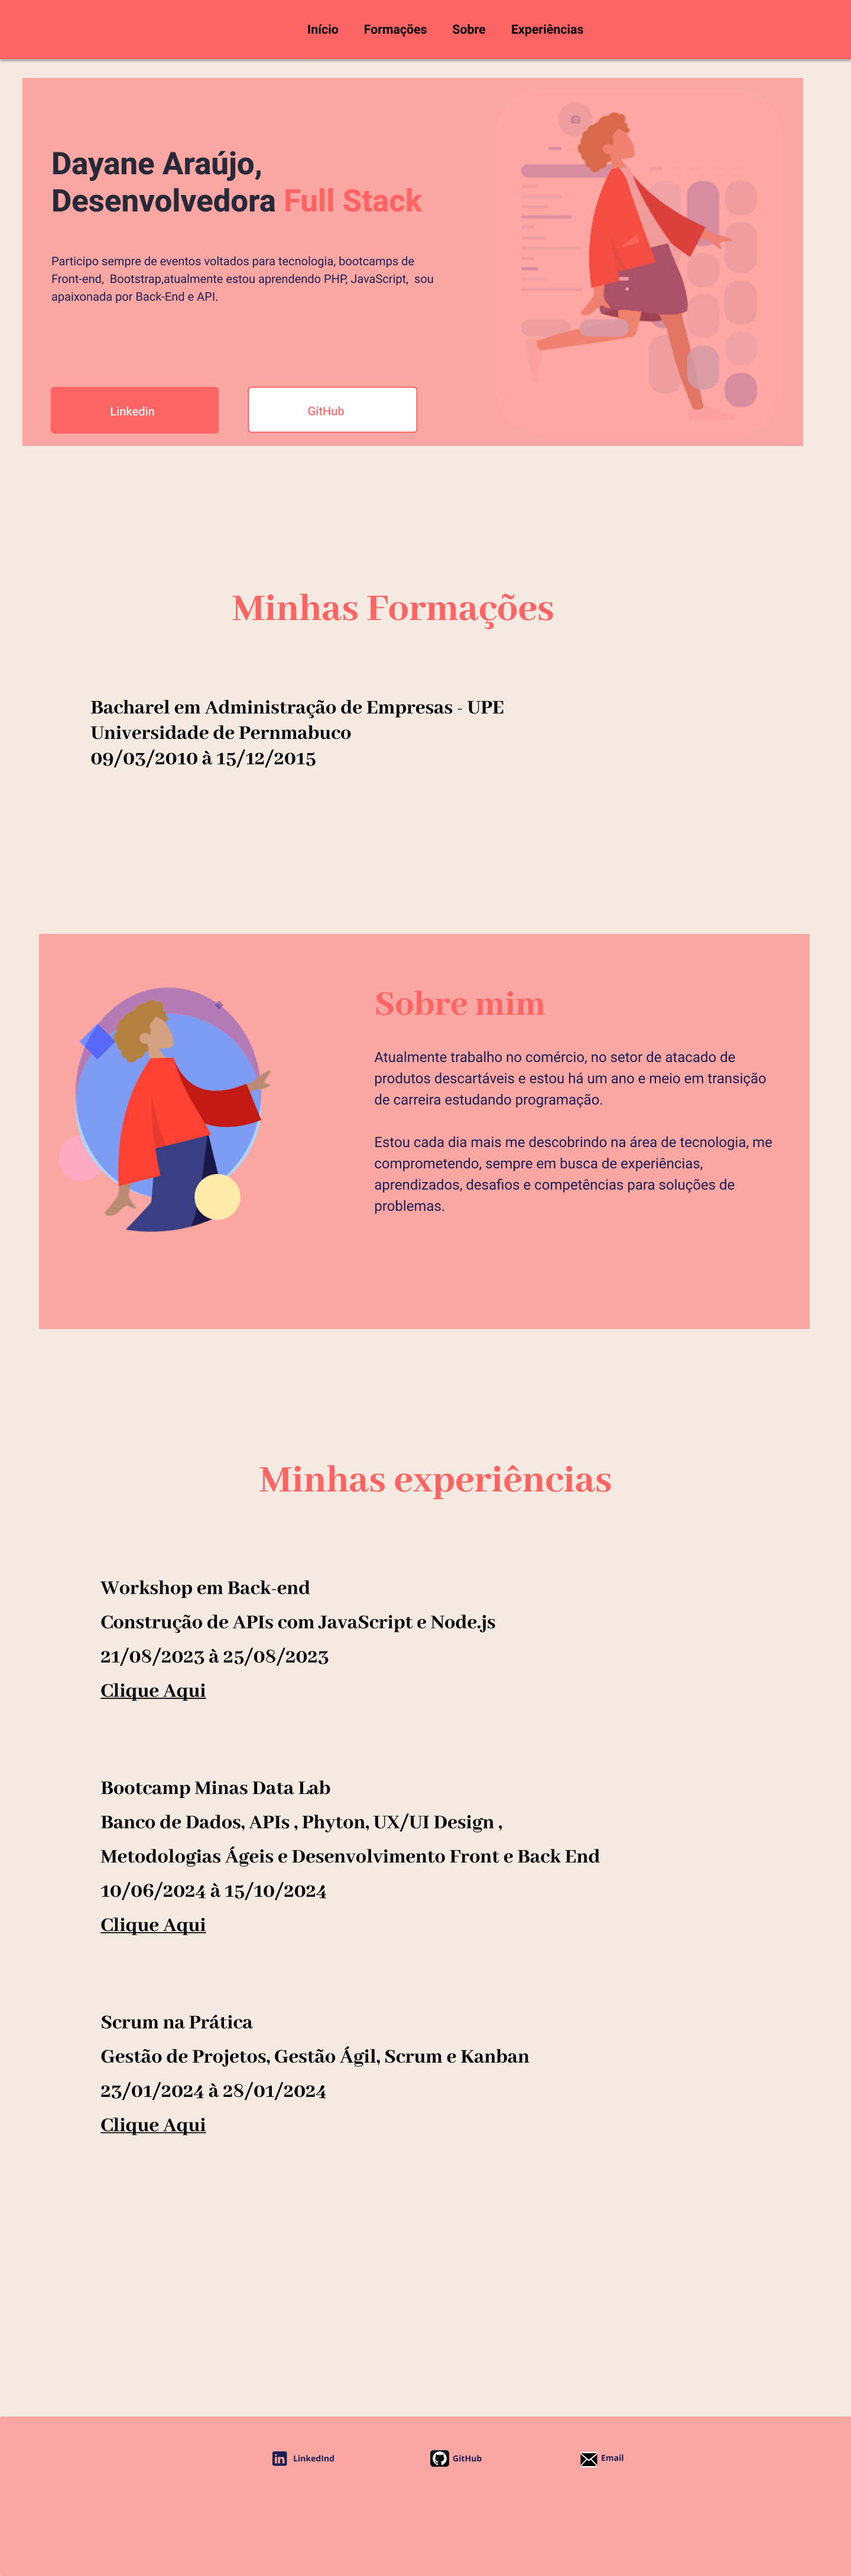 Início Formações Sobre Experiências
Dayane Araújo,
Desenvolvedora Full Stack
Participo sempre de eventos voltados para tecnologia, bootcamps de
Front-end, Bootstrap,atualmente estou aprendendo PHP, JavaScript, sou
apaixonada por Back-End e API.
Linkedin GitHub
Minhas Formações
Bacharel em Administração de Empresas - UPE
Universidade de Pernmabuco
09/03/2010 à 15/12/2015
Sobre mim
Atualmente trabalho no comércio, no setor de atacado de
produtos descartáveis e estou há um ano e meio em transição
de carreira estudando programação.
Estou cada dia mais me descobrindo na área de tecnologia, me
comprometendo, sempre em busca de experiências,
aprendizados, desafios e competências para soluções de
problemas.
Minhas experiências
Workshop em Back-end
Construção de APIs com JavaScript e Node.js
21/08/2023 à 25/08/2023
Clique Aqui
Bootcamp Minas Data Lab
Banco de Dados, APIs , Phyton, UX/UI Design ,
Metodologias Ágeis e Desenvolvimento Front e Back End
10/06/2024 à 15/10/2024
Clique Aqui
Scrum na Prática
Gestão de Projetos, Gestão Ágil, Scrum e Kanban
23/01/2024 à 28/01/2024
Clique Aqui
LinkedInd GitHub Email